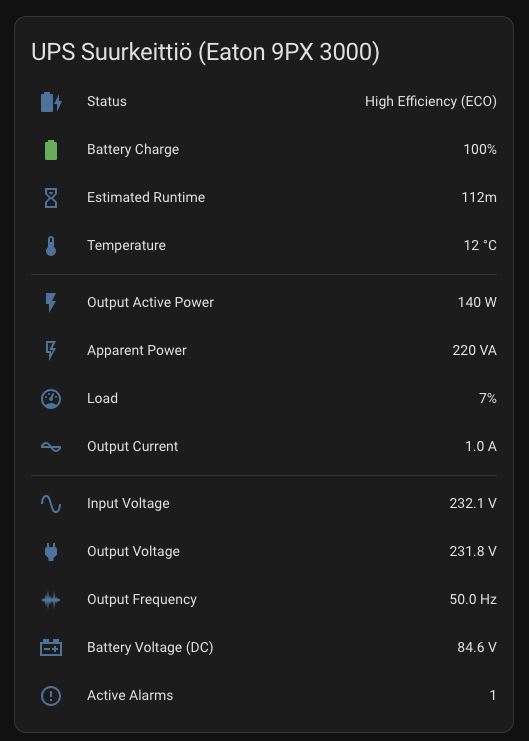 UPS Suurkeittiö (Eaton 9PX 3000)
Status High Efficiency (ECO)
Battery Charge 100%
Estimated Runtime 112m
Temperature 12 °C
Output Active Power 140 W
Apparent Power 220 VA
Load 7%
Output Current 1.0 A
Input Voltage 232.1 V
Output Voltage 231.8 V
Output Frequency 50.0 Hz
Battery Voltage (DC) 84.6 V
Active Alarms 1